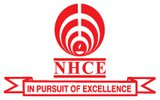 NHCE
IN PURSUIT OF EXCELLENCE